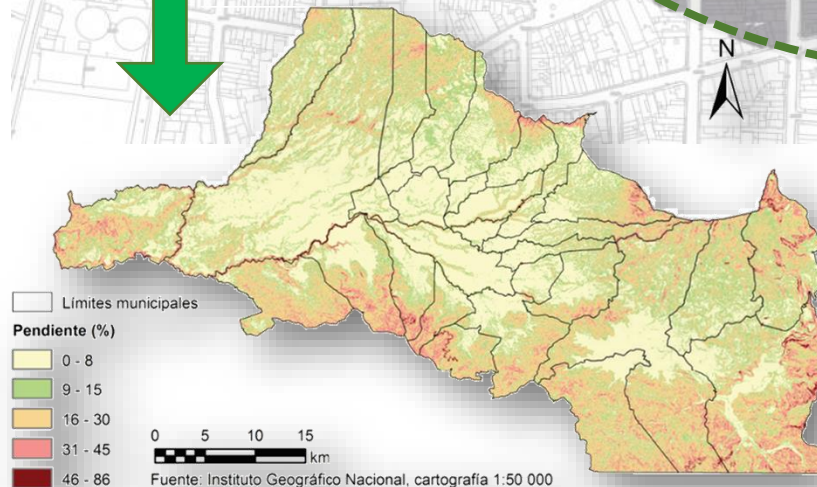 N
Límites municipales
Pendiente (%)
0 - 8
9 - 15
16 - 30
31 - 45
46 - 86
0 5 10 15
km
Fuente: Instituto Geográfico Nacional, cartografía 1:50 000